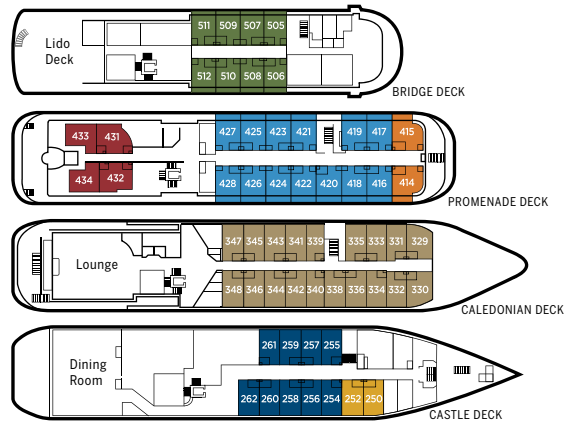 511 509 507 505
Lido
Deck
512 510 508 506
BRIDGE DECK
433 431 427 425 423 421 419 417 415
434 432 428 426 424 422 420 418 416 414
PROMENADE DECK
347 345 343 341 339 335 333 331 329
Lounge
348 346 344 342 340 338 336 334 332 330
CALEDONIAN DECK
261 259 257 255
Dining
Room
262 260 258 256 254 252 250
CASTLE DECK